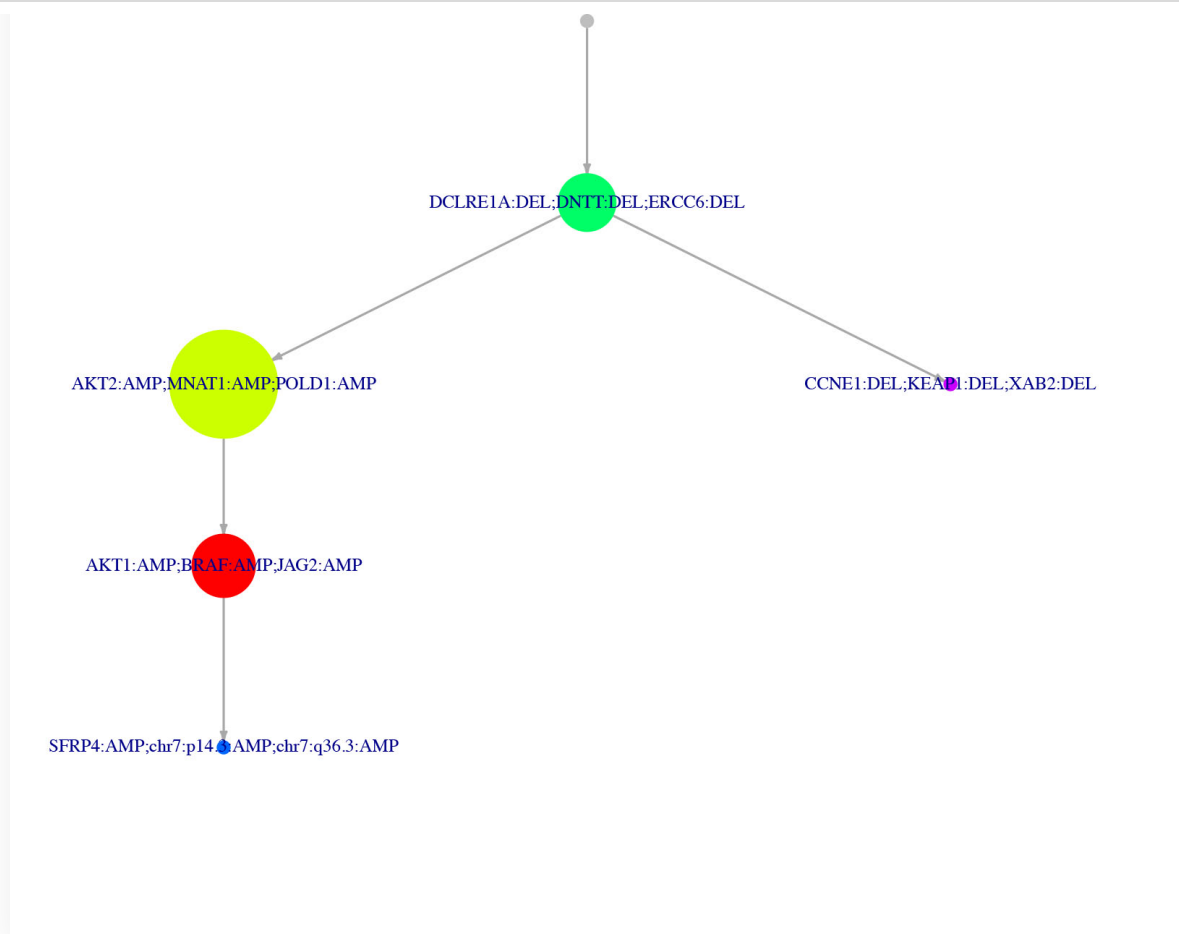 DCLRE1A:DEL;DNTT:DEL;ERCC6:DEL
AKT2:AMP;MNAT1:AMP;POLD1:AMP
CCNE1:DEL;KEAP1:DEL;XAB2:DEL
AKT1:AMP;BRAF:AMP;JAG2:AMP
SFRP4:AMP;chr7:p14.3:AMP;chr7:q36.3:AMP